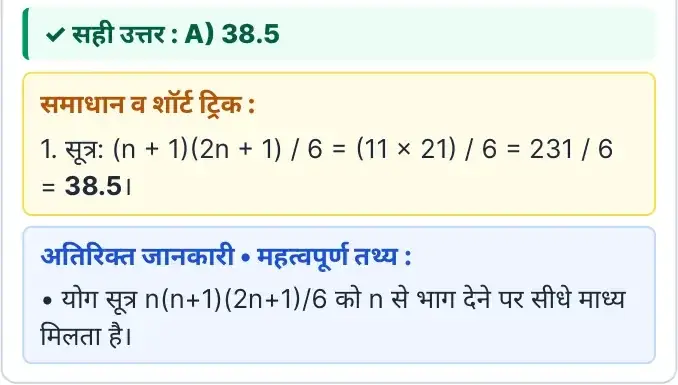 ✓ सही उत्तर : A) 38.5
समाधान व शॉर्ट ट्रिक :
1. सूत्र: (n + 1)(2n + 1) / 6 = (11 × 21) / 6 = 231 / 6
= 38.5।
अतिरिक्त जानकारी • महत्वपूर्ण तथ्य :
• योग सूत्र n(n+1)(2n+1)/6 को n से भाग देने पर सीधे माध्य
मिलता है।